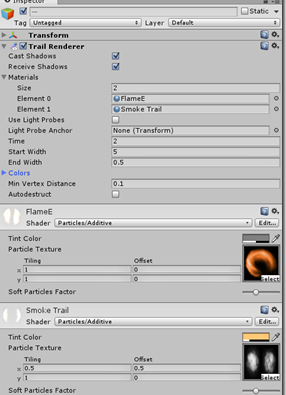 Inspector
---
Static
Tag Untagged Layer Default
Transform
Trail Renderer
Cast Shadows
Receive Shadows
Materials
Size 2
Element 0 FlameE
Element 1 Smoke Trail
Use Light Probes
Light Probe Anchor None (Transform)
Time 2
Start Width 5
End Width 0.5
Colors
Min Vertex Distance 0.1
Autodestruct
FlameE
Shader Particles/Additive Edit...
Tint Color
Particle Texture
Tiling Offset
x 1 0
y 1 0
Select
Soft Particles Factor
Smoke Trail
Shader Particles/Additive Edit...
Tint Color
Particle Texture
Tiling Offset
x 0.5 0.5
y 1 0
Select
Soft Particles Factor